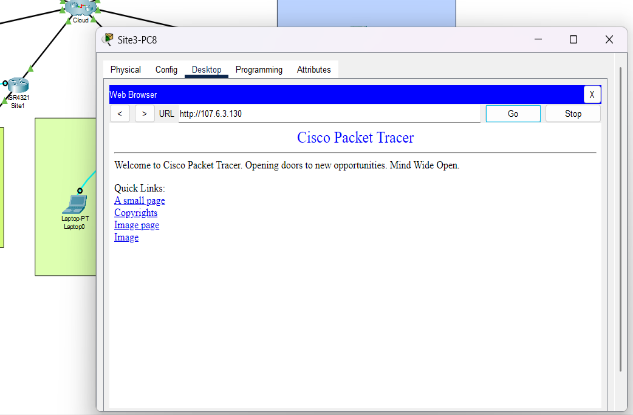 Cloud
Site3-PC8
Physical Config Desktop Programming Attributes
Web Browser X
< > URL http://107.6.3.130 Go Stop
Cisco Packet Tracer
Welcome to Cisco Packet Tracer. Opening doors to new opportunities. Mind Wide Open.
Quick Links:
A small page
Copyrights
Image page
Image
ISR4321
Site1
Laptop-PT
Laptop0